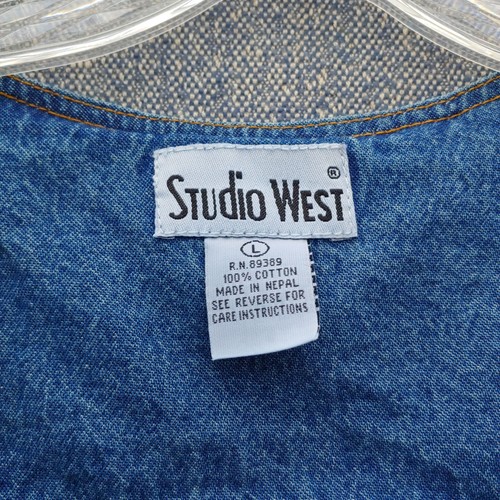 STUDIO WEST®
L
R.N. 89389
100% COTTON
MADE IN NEPAL
SEE REVERSE FOR
CARE INSTRUCTIONS